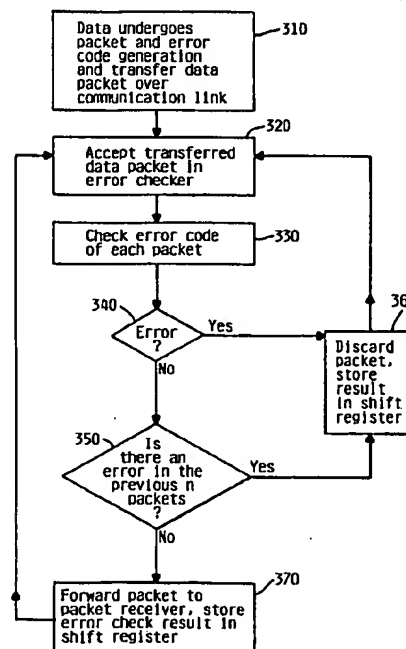 Data undergoes
packet and error
code generation
and transfer data
packet over
communication link
310
320
Accept transferred
data packet in
error checker
330
Check error code
of each packet
340
Error
?
Yes
No
36
Discard
packet,
store
result
in shift
register
350
Is
there an
error in the
previous n
packets
?
Yes
No
370
Forward packet to
packet receiver, store
error check result in
shift register